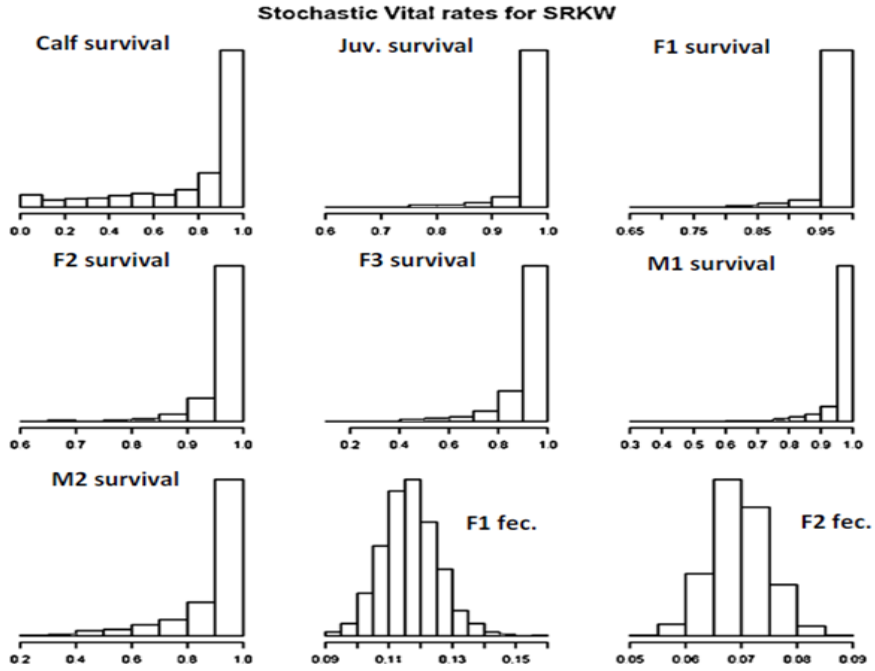 Stochastic Vital rates for SRKW
Calf survival
Juv. survival
F1 survival
0.0 0.2 0.4 0.6 0.8 1.0
0.6 0.7 0.8 0.9 1.0
0.65 0.75 0.85 0.95
F2 survival
F3 survival
M1 survival
0.6 0.7 0.8 0.9 1.0
0.2 0.4 0.6 0.8 1.0
0.3 0.4 0.5 0.6 0.7 0.8 0.9 1.0
M2 survival
F1 fec.
F2 fec.
0.2 0.4 0.6 0.8 1.0
0.09 0.11 0.13 0.15
0.05 0.06 0.07 0.08 0.09